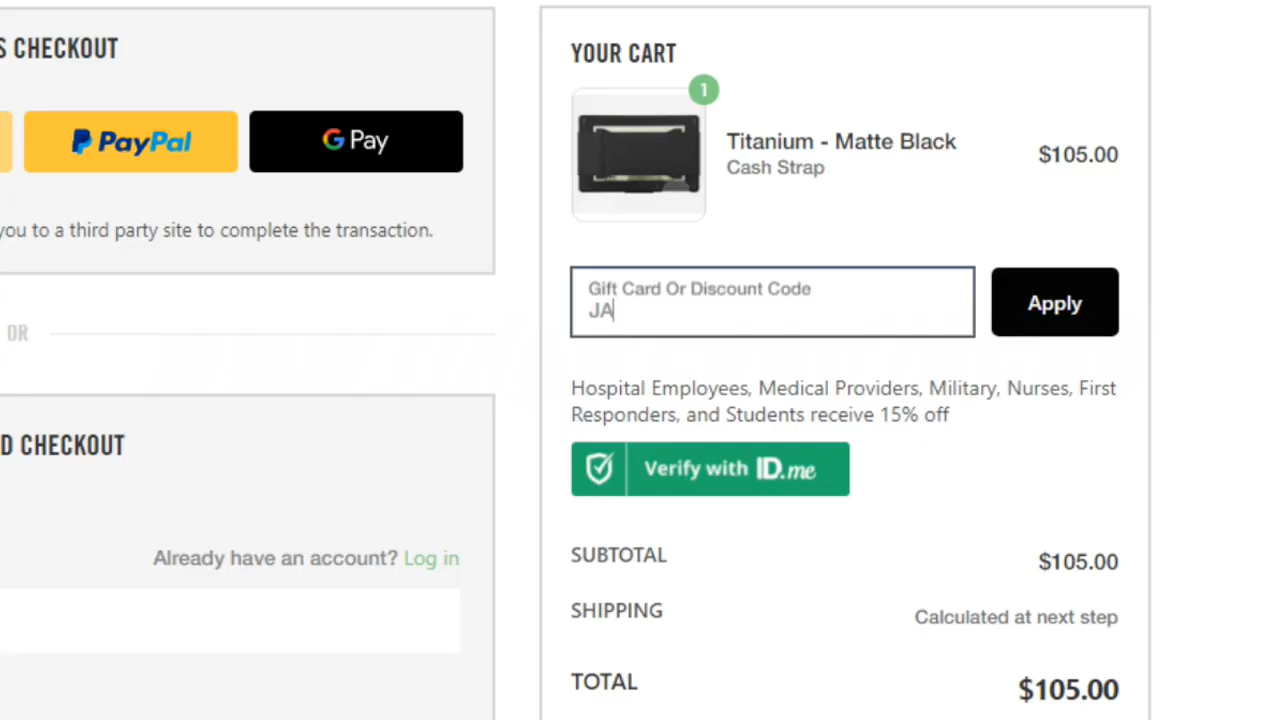 S CHECKOUT
PayPal
G Pay
you to a third party site to complete the transaction.
OR
D CHECKOUT
Already have an account? Log in
YOUR CART
1
Titanium - Matte Black
Cash Strap
$105.00
Gift Card Or Discount Code
JA
Apply
Hospital Employees, Medical Providers, Military, Nurses, First
Responders, and Students receive 15% off
Verify with ID.me
SUBTOTAL
$105.00
SHIPPING
Calculated at next step
TOTAL
$105.00